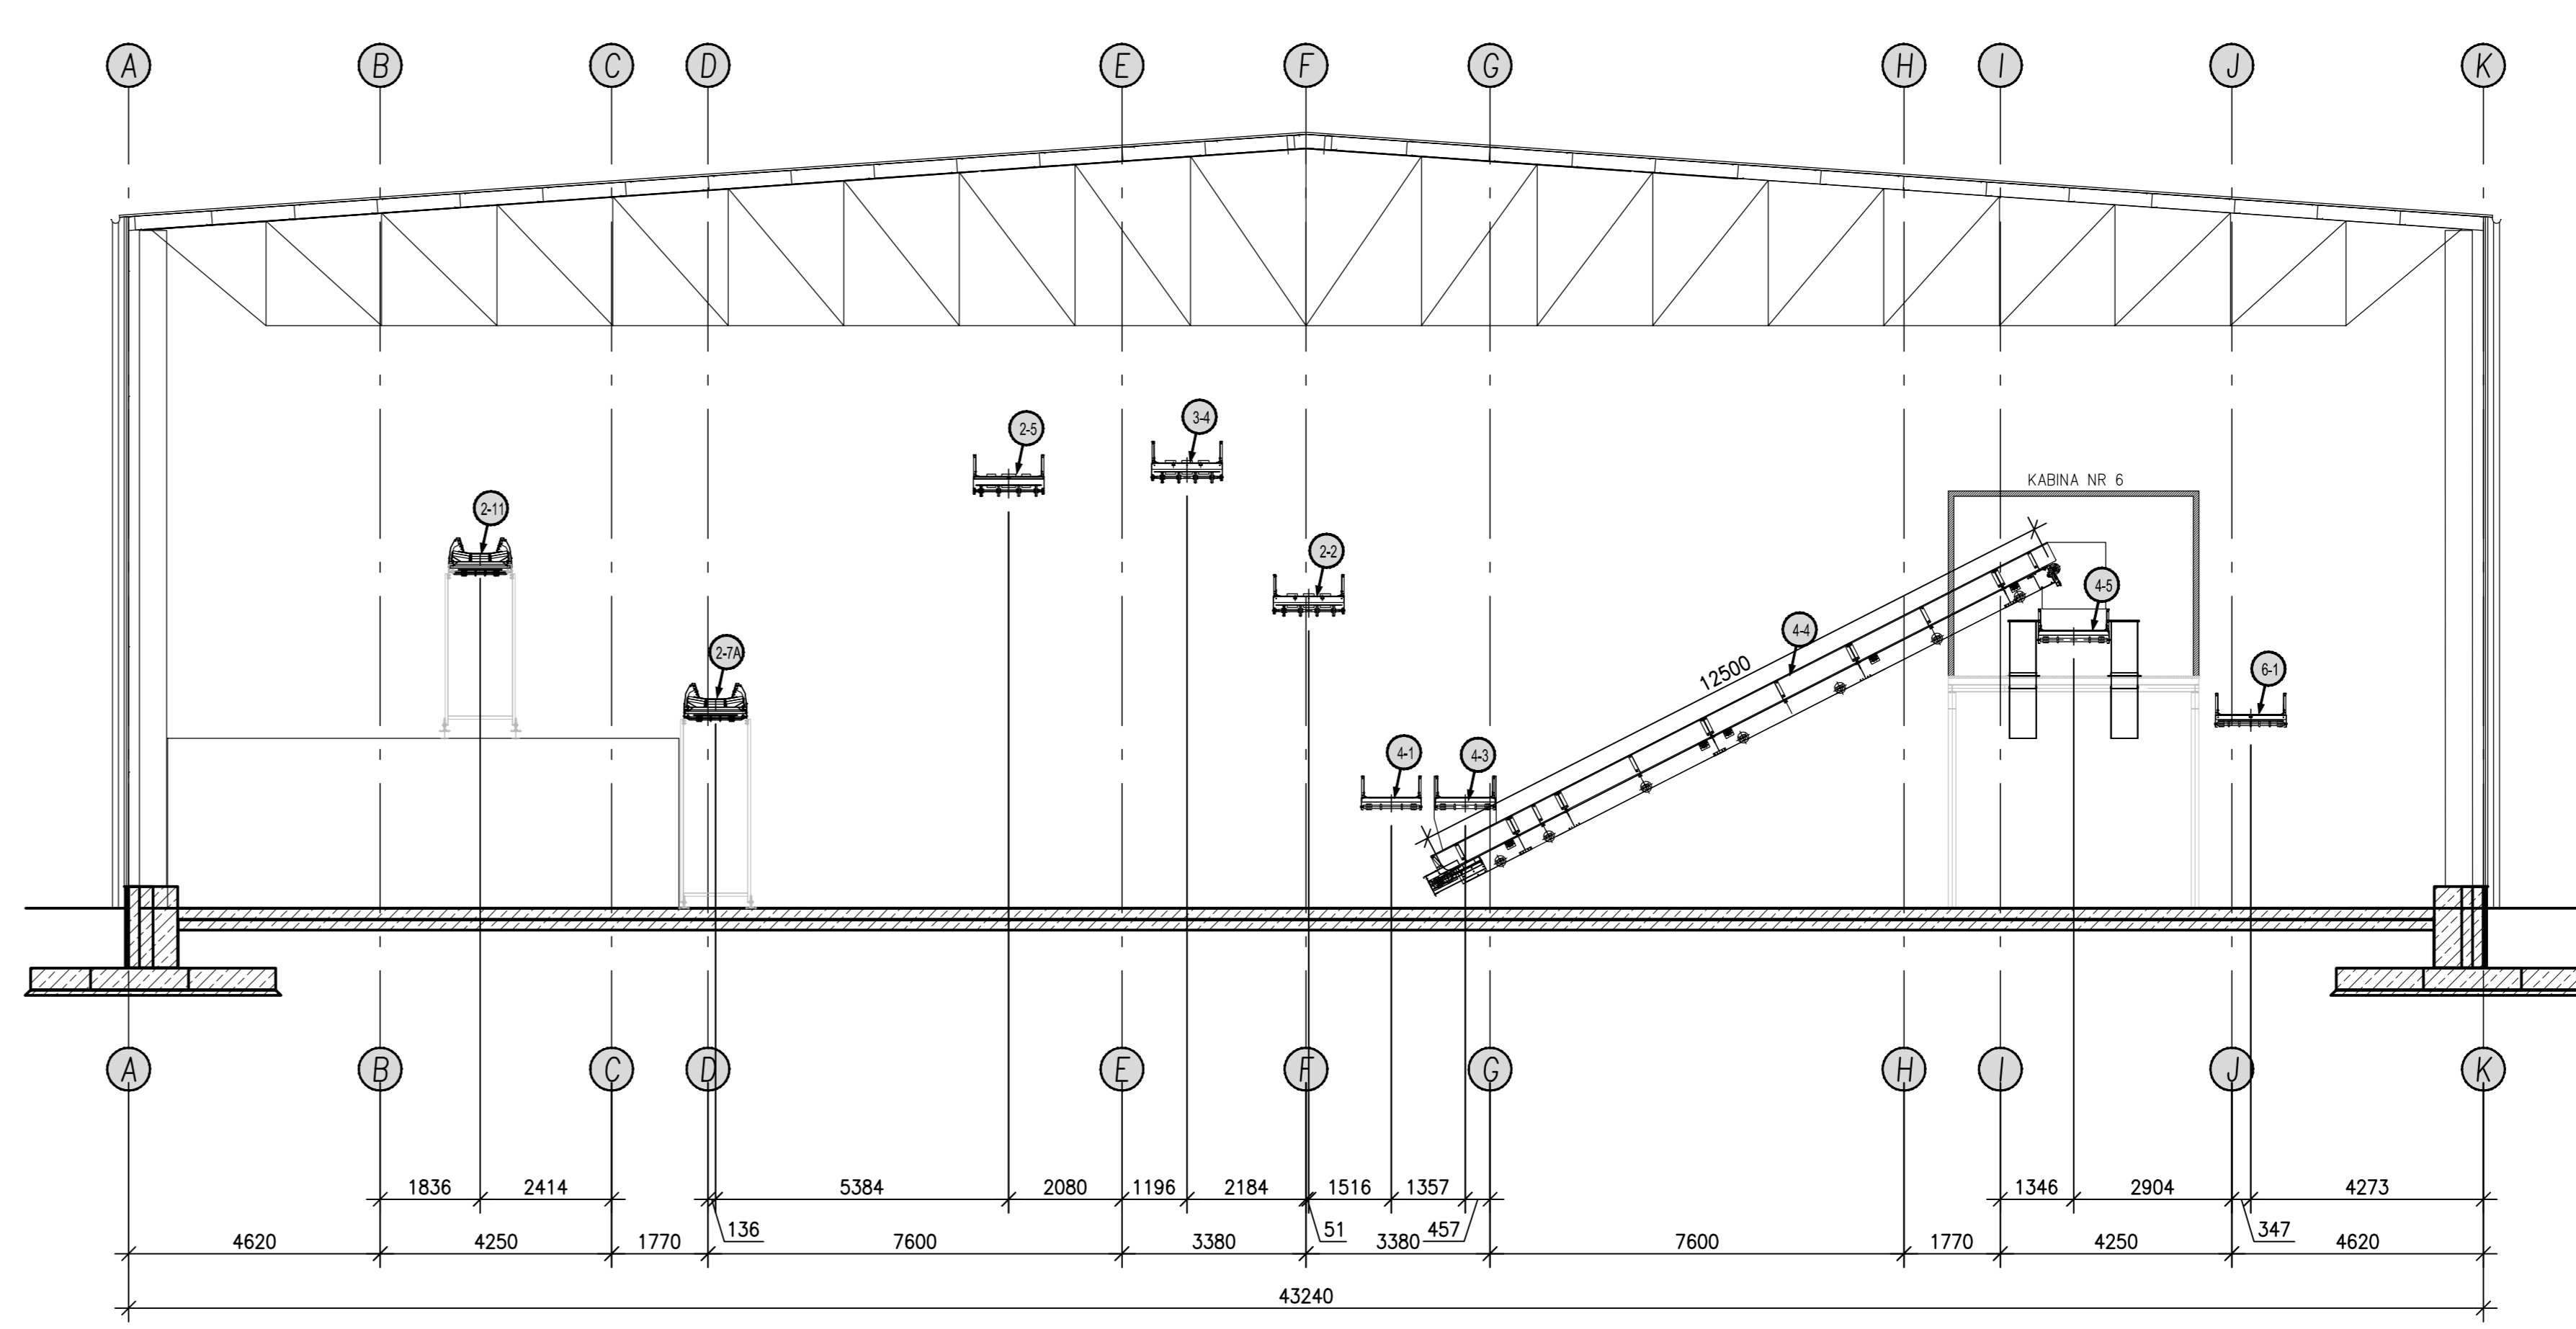 A B C D E F G H I J K
3-4
2-5
KABINA NR 6
2-11
2-2
4-5
4-4
2-7A
6-1
12500
4-1 4-3
A B C D E F G H I J K
1836 2414 5384 2080 1196 2184 1516 1357 1346 2904 4273
136 51 457 347
4620 4250 1770 7600 3380 3380 7600 1770 4250 4620
43240